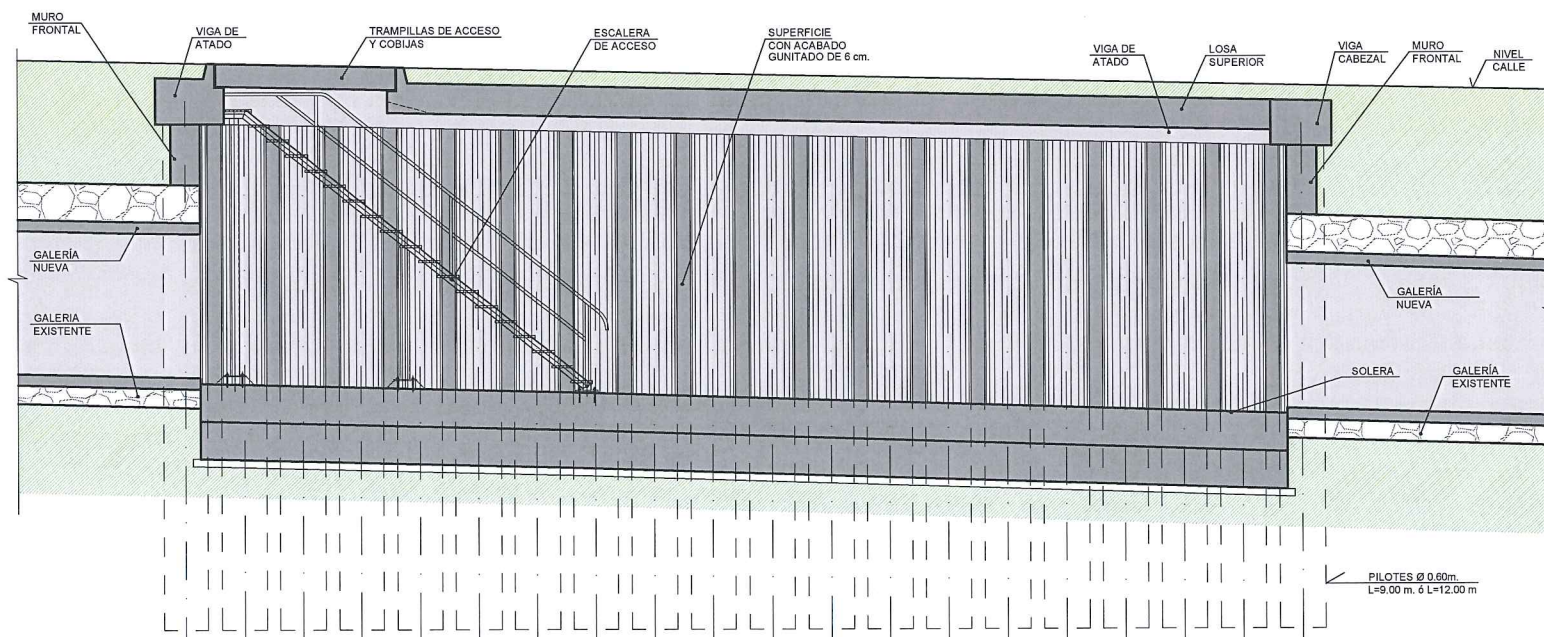 MURO
FRONTAL
VIGA DE
ATADO
TRAMPILLAS DE ACCESO
Y COBIJAS
ESCALERA
DE ACCESO
SUPERFICIE
CON ACABADO
GUNITADO DE 6 cm.
VIGA DE
ATADO
LOSA
SUPERIOR
VIGA
CABEZAL
MURO
FRONTAL
NIVEL
CALLE
GALERÍA
NUEVA
GALERIA
EXISTENTE
GALERÍA
NUEVA
SOLERA
GALERÍA
EXISTENTE
PILOTES Ø 0.60m.
L=9.00 m. ó L=12.00 m